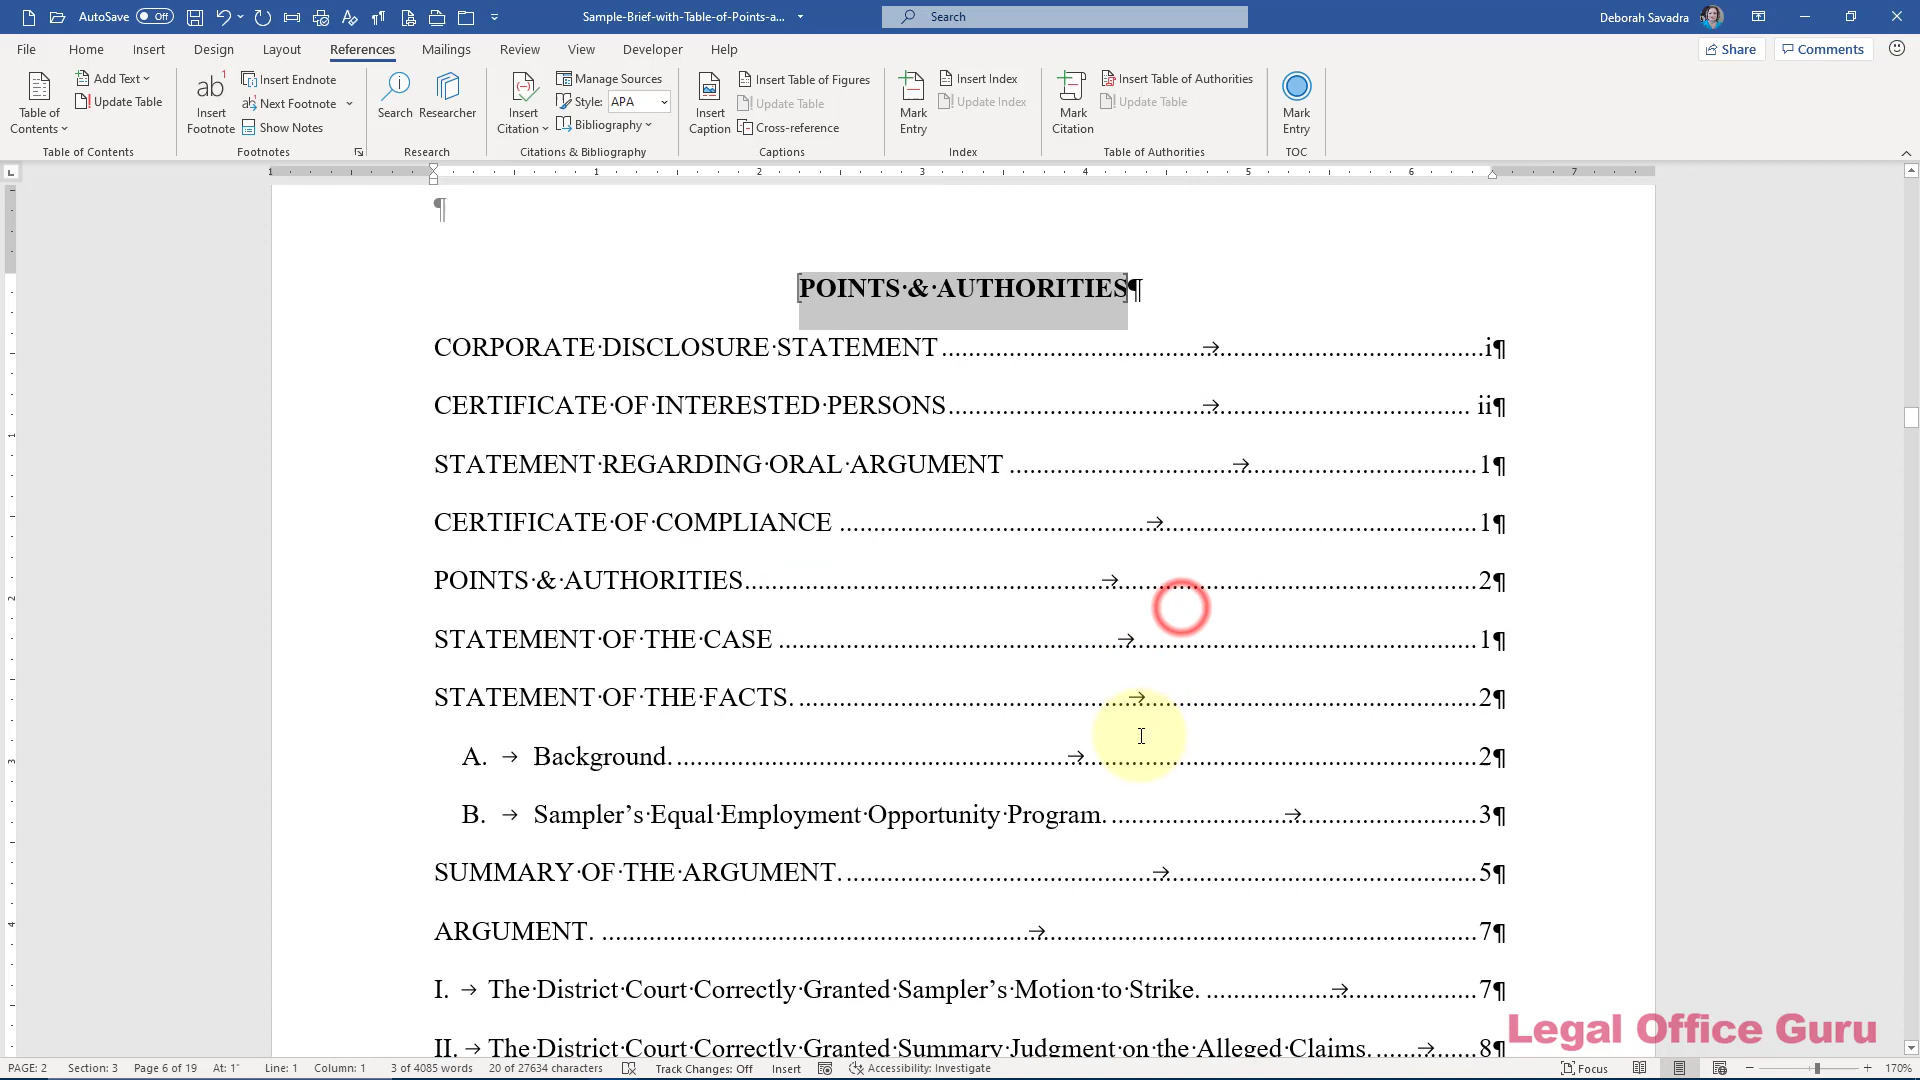 AutoSave Off Sample-Brief-with-Table-of-Points-a... Search Deborah Savadra
File Home Insert Design Layout References Mailings Review View Developer Help Share Comments
Table of Contents Add Text Update Table Table of Contents
ab1 Insert Footnote Insert Endnote Next Footnote Show Notes Footnotes
Search Researcher Research
Insert Citation Manage Sources Style: APA Bibliography Citations & Bibliography
Insert Caption Insert Table of Figures Update Table Cross-reference Captions
Mark Entry Insert Index Update Index Index
Mark Citation Insert Table of Authorities Update Table Table of Authorities
Mark Entry TOC
1 1 2 3 4 5 6 7
¶
POINTS·&·AUTHORITIES¶
CORPORATE·DISCLOSURE·STATEMENT → i¶
CERTIFICATE·OF·INTERESTED·PERSONS → ii¶
STATEMENT·REGARDING·ORAL·ARGUMENT → 1¶
CERTIFICATE·OF·COMPLIANCE → 1¶
POINTS·&·AUTHORITIES → 2¶
STATEMENT·OF·THE·CASE → 1¶
STATEMENT·OF·THE·FACTS. → 2¶
A. → Background. → 2¶
B. → Sampler’s·Equal·Employment·Opportunity·Program. → 3¶
SUMMARY·OF·THE·ARGUMENT. → 5¶
ARGUMENT. → 7¶
I. → The·District·Court·Correctly·Granted·Sampler’s·Motion·to·Strike. → 7¶
II. → The·District·Court·Correctly·Granted·Summary·Judgment·on·the·Alleged·Claims. → 8¶
Legal Office Guru
PAGE: 2 Section: 3 Page 6 of 19 At: 1" Line: 1 Column: 1 3 of 4085 words 20 of 27634 characters Track Changes: Off Insert Accessibility: Investigate Focus 170%